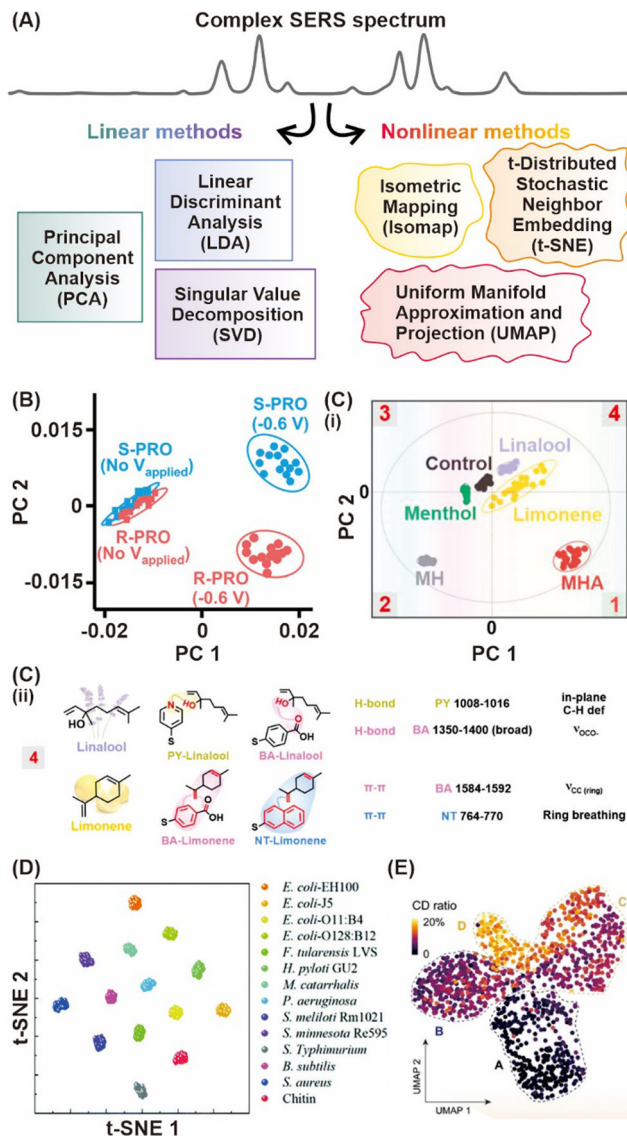 (A)
Complex SERS spectrum
Linear methods
Nonlinear methods
Principal
Component
Analysis
(PCA)
Linear
Discriminant
Analysis
(LDA)
Singular Value
Decomposition
(SVD)
Isometric
Mapping
(Isomap)
t-Distributed
Stochastic
Neighbor
Embedding
(t-SNE)
Uniform Manifold
Approximation and
Projection (UMAP)
(B)
PC 2
0.015
0
-0.015
S-PRO
(No Vapplied)
R-PRO
(No Vapplied)
S-PRO
(-0.6 V)
R-PRO
(-0.6 V)
-0.02
0
0.02
PC 1
(C)
(i)
3
4
2
1
PC 2
0
Control
Linalool
Menthol
Limonene
MH
MHA
0
PC 1
(C)
(ii)
4
HO
Linalool
N
HO
S
PY-Linalool
HO
O
OH
S
BA-Linalool
Limonene
O
OH
S
BA-Limonene
S
NT-Limonene
H-bond PY 1008-1016 in-plane
C-H def
H-bond BA 1350-1400 (broad) νOCO-
π-π BA 1584-1592 νCC (ring)
π-π NT 764-770 Ring breathing
(D)
t-SNE 2
t-SNE 1
E. coli-EH100
E. coli-J5
E. coli-O11:B4
E. coli-O128:B12
F. tularensis LVS
H. pyloti GU2
M. catarrhalis
P. aeruginosa
S. meliloti Rm1021
S. minnesota Re595
S. Typhimurium
B. subtilis
S. aureus
Chitin
(E)
CD ratio
20%
0
D
C
B
A
UMAP 2
UMAP 1